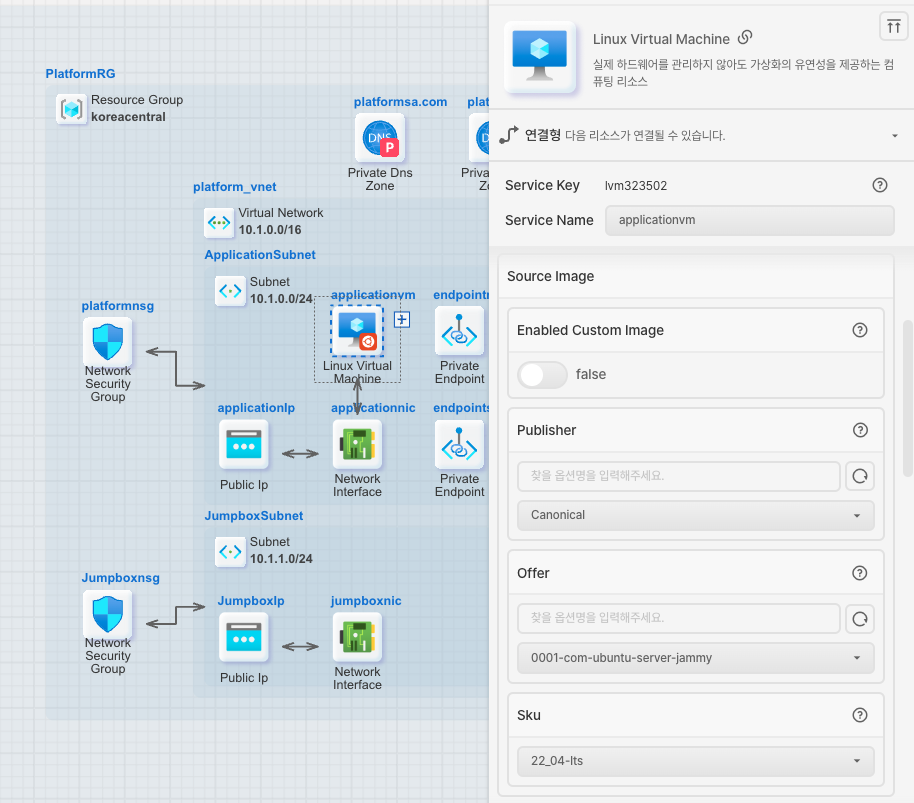 PlatformRG
Resource Group
koreacentral
platformsa.com
Private Dns
Zone
platform_vnet
Virtual Network
10.1.0.0/16
ApplicationSubnet
Subnet
10.1.0.0/24
platformnsg
Network
Security
Group
applicationvm
Linux Virtual
Machine
Private
Endpoint
applicationIp
Public Ip
applicationnic
Network
Interface
Private
Endpoint
JumpboxSubnet
Subnet
10.1.1.0/24
Jumpboxnsg
Network
Security
Group
JumpboxIp
Public Ip
jumpboxnic
Network
Interface
Linux Virtual Machine
실제 하드웨어를 관리하지 않아도 가상화의 유연성을 제공하는 컴
퓨팅 리소스
연결형 다음 리소스가 연결될 수 있습니다.
Service Key lvm323502
Service Name applicationvm
Source Image
Enabled Custom Image
false
Publisher
찾을 옵션명을 입력해주세요.
Canonical
Offer
찾을 옵션명을 입력해주세요.
0001-com-ubuntu-server-jammy
Sku
22_04-lts